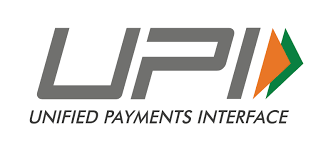 UPI
UNIFIED PAYMENTS INTERFACE